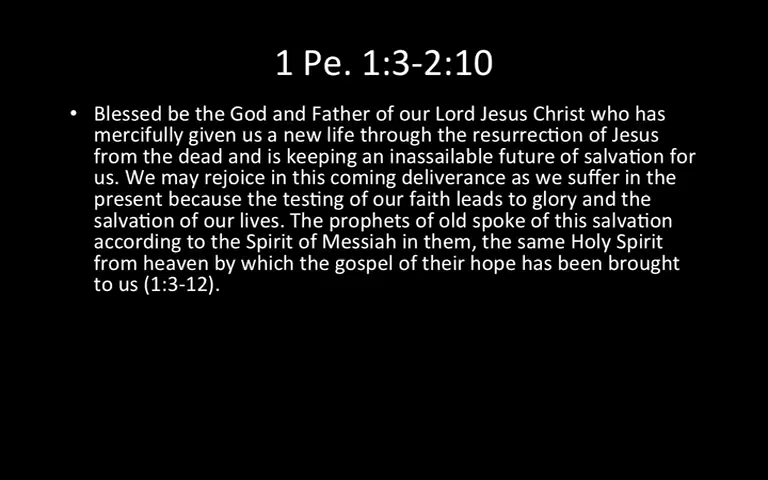 1 Pe. 1:3-2:10
• Blessed be the God and Father of our Lord Jesus Christ who has
mercifully given us a new life through the resurrection of Jesus
from the dead and is keeping an inassailable future of salvation for
us. We may rejoice in this coming deliverance as we suffer in the
present because the testing of our faith leads to glory and the
salvation of our lives. The prophets of old spoke of this salvation
according to the Spirit of Messiah in them, the same Holy Spirit
from heaven by which the gospel of their hope has been brought
to us (1:3-12).